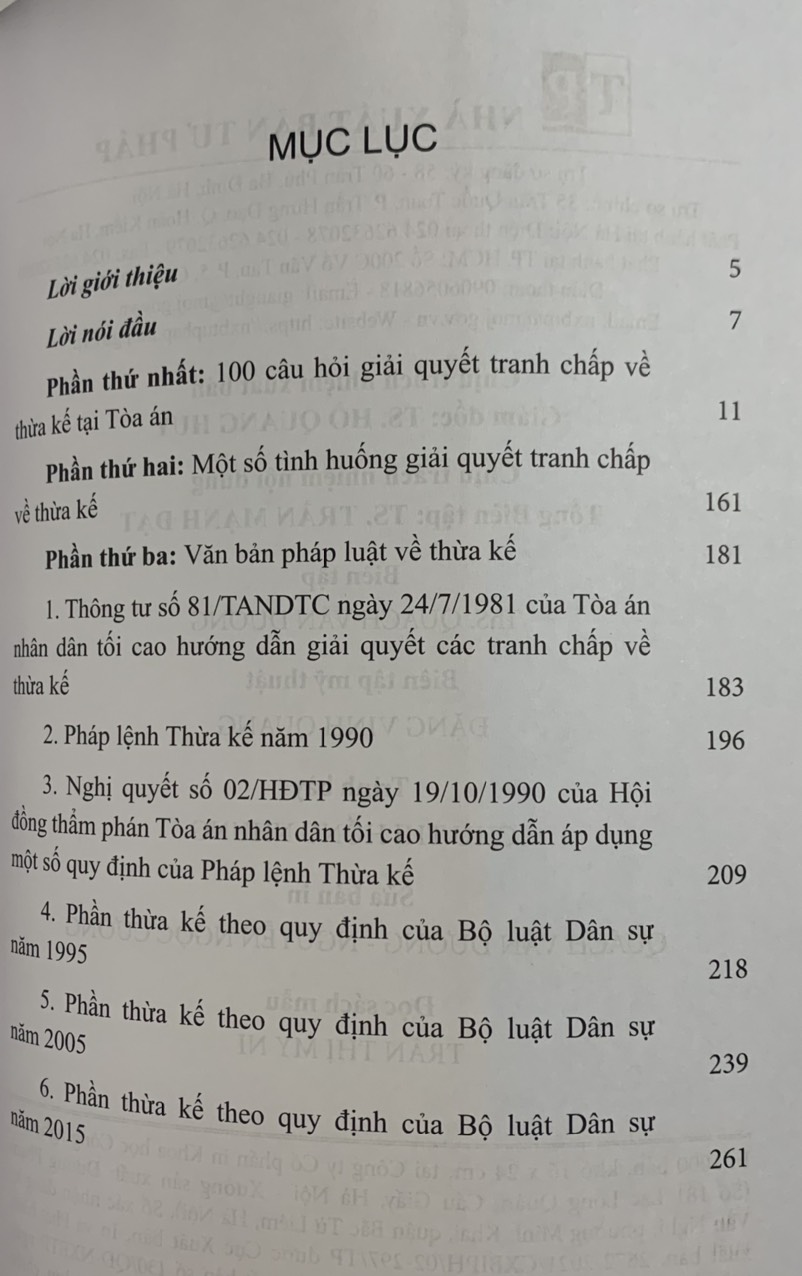 MỤC LỤC
Lời giới thiệu 5
Lời nói đầu 7
Phần thứ nhất: 100 câu hỏi giải quyết tranh chấp về
thừa kế tại Tòa án 11
Phần thứ hai: Một số tình huống giải quyết tranh chấp
về thừa kế 161
Phần thứ ba: Văn bản pháp luật về thừa kế 181
1. Thông tư số 81/TANDTC ngày 24/7/1981 của Tòa án
nhân dân tối cao hướng dẫn giải quyết các tranh chấp về
thừa kế 183
2. Pháp lệnh Thừa kế năm 1990 196
3. Nghị quyết số 02/HĐTP ngày 19/10/1990 của Hội
đồng thẩm phán Tòa án nhân dân tối cao hướng dẫn áp dụng
một số quy định của Pháp lệnh Thừa kế 209
4. Phần thừa kế theo quy định của Bộ luật Dân sự
năm 1995 218
5. Phần thừa kế theo quy định của Bộ luật Dân sự
năm 2005 239
6. Phần thừa kế theo quy định của Bộ luật Dân sự
năm 2015 261